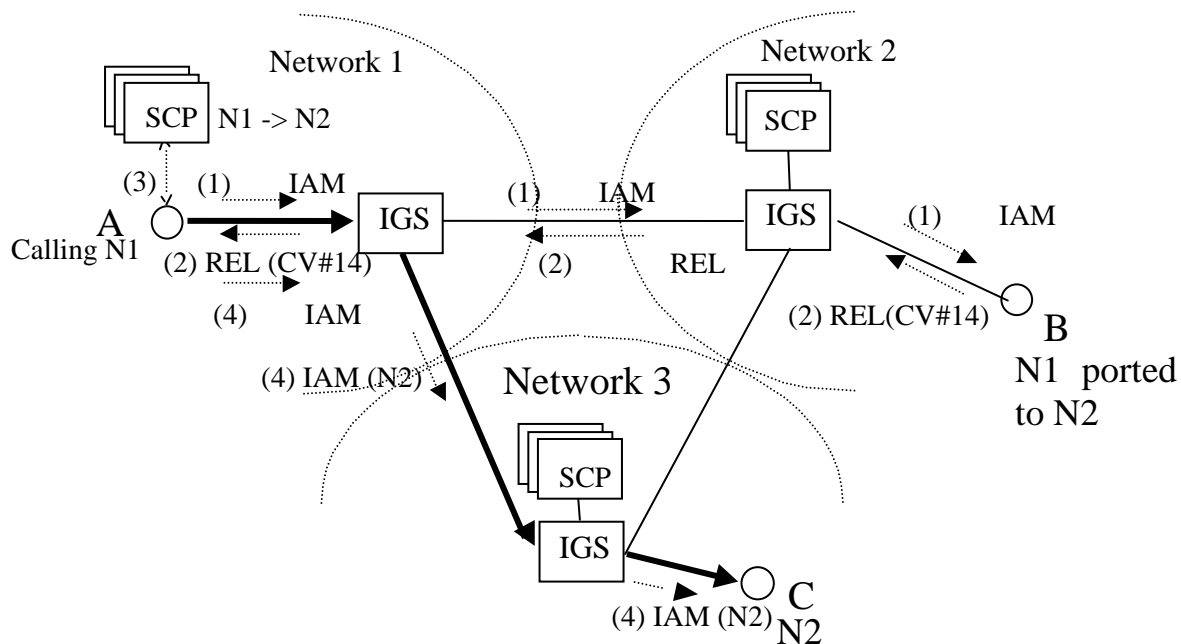 Network 1
Network 2
SCP
N1 -> N2
SCP
(3)
(1)
IAM
(1)
IAM
A
IGS
IGS
(1)
IAM
Calling N1
(2) REL (CV#14)
(2)
REL
(4)
IAM
(2) REL(CV#14)
B
(4) IAM (N2)
Network 3
N1 ported
to N2
SCP
IGS
C
(4) IAM (N2)
N2